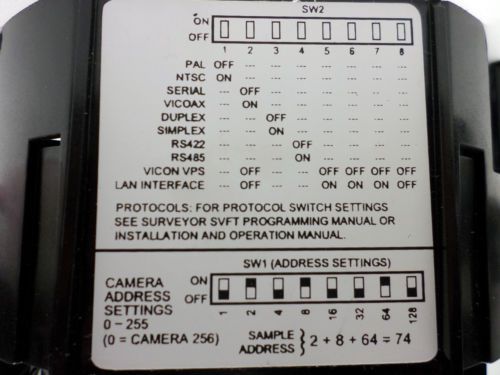 SW2
ON
OFF
1 2 3 4 5 6 7 8
PAL OFF --- --- --- --- --- --- ---
NTSC ON --- --- --- --- --- --- ---
SERIAL --- OFF --- --- --- --- --- ---
VICOAX --- ON --- --- --- --- --- ---
DUPLEX --- --- OFF --- --- --- --- ---
SIMPLEX --- --- ON --- --- --- --- ---
RS422 --- --- --- OFF --- --- --- ---
RS485 --- --- --- ON --- --- --- ---
VICON VPS --- OFF --- --- OFF OFF OFF OFF
LAN INTERFACE --- OFF --- --- ON ON ON OFF
PROTOCOLS: FOR PROTOCOL SWITCH SETTINGS
SEE SURVEYOR SVFT PROGRAMMING MANUAL OR
INSTALLATION AND OPERATION MANUAL.
SW1 (ADDRESS SETTINGS)
CAMERA ON
ADDRESS OFF
SETTINGS 1 2 4 8 16 32 64 128
0 - 255
(0 = CAMERA 256)
SAMPLE
ADDRESS } 2 + 8 + 64 = 74